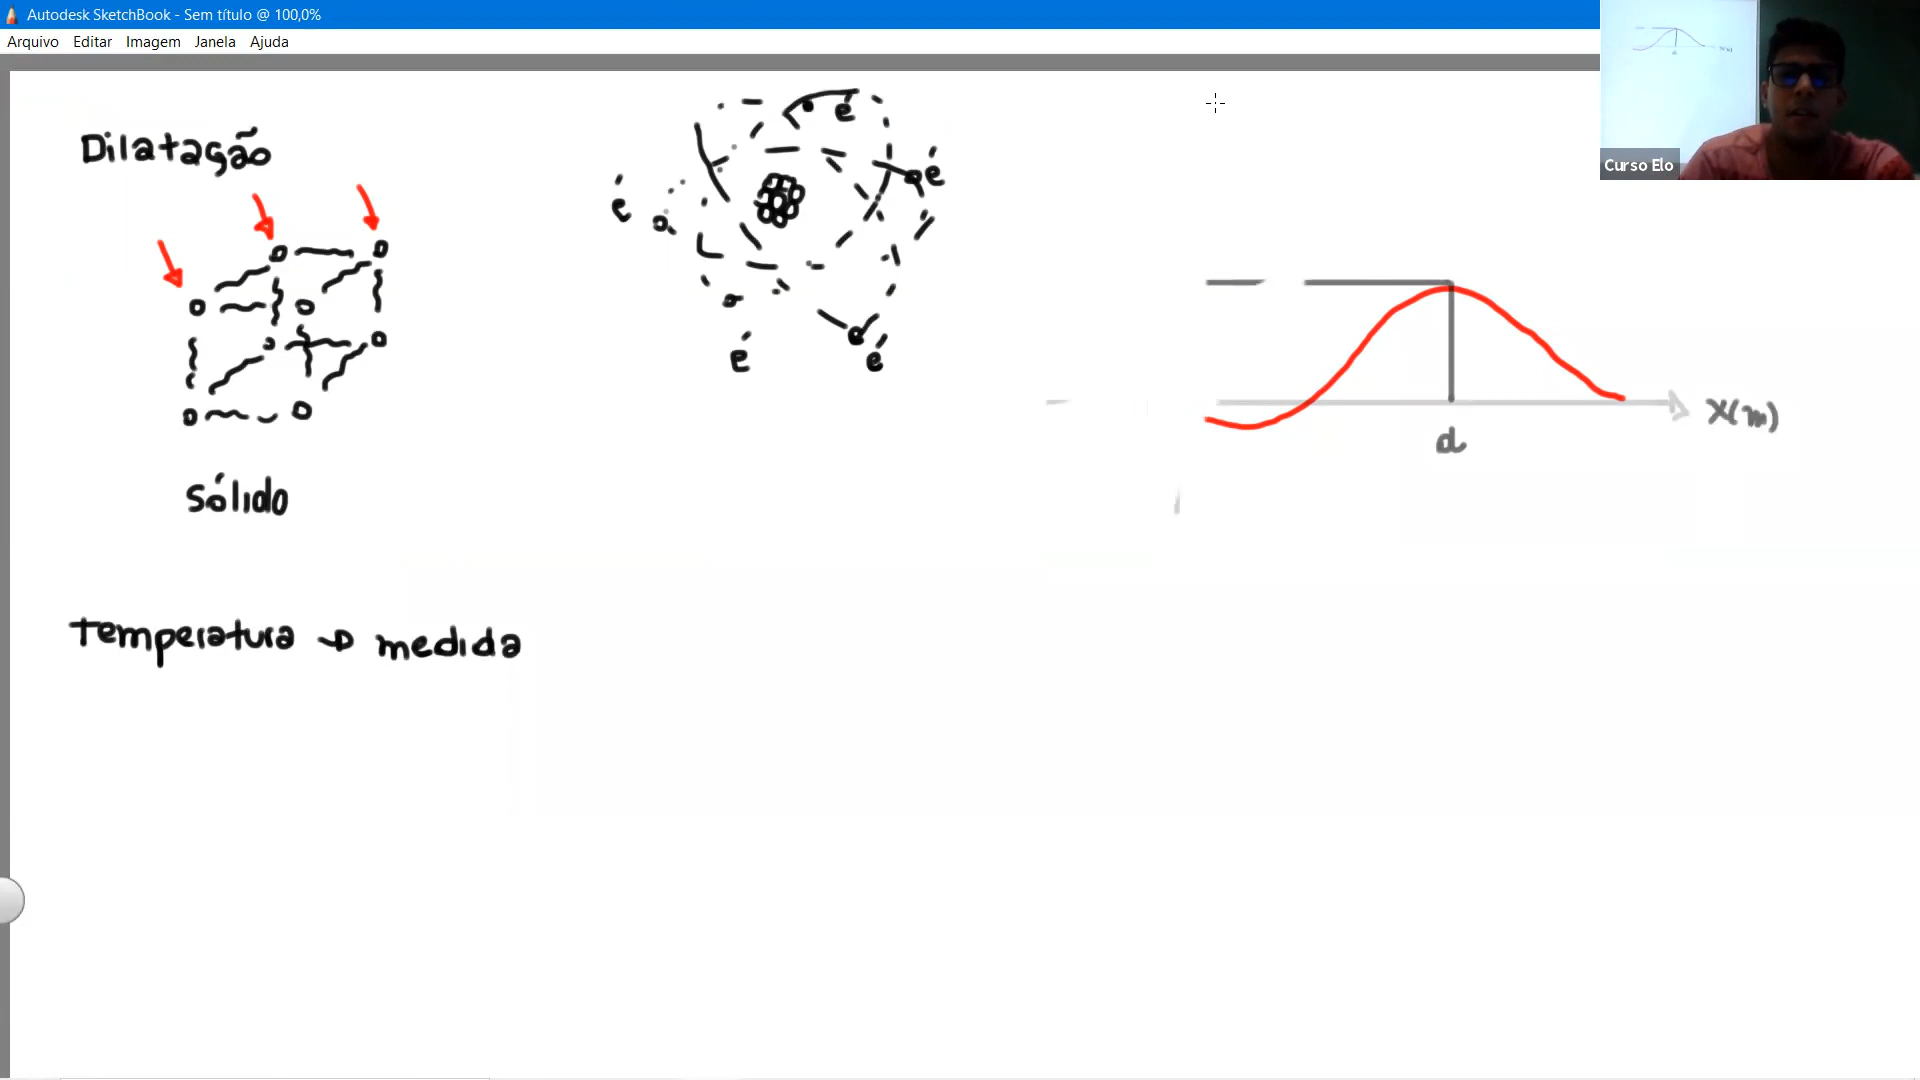 Autodesk SketchBook - Sem título @ 100,0%
Arquivo Editar Imagem Janela Ajuda
Curso Elo
Dilatação
é
é
é
é
é
X(m)
d
Sólido
Temperatura → medida